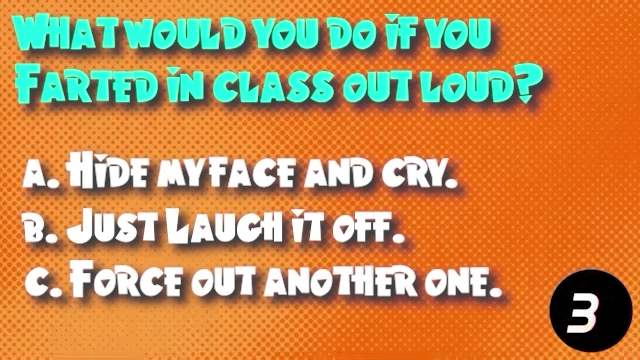 What would you do if you
Farted in class out loud?
A. Hide my face and cry.
B. Just Laugh it off.
C. Force out another one.
3